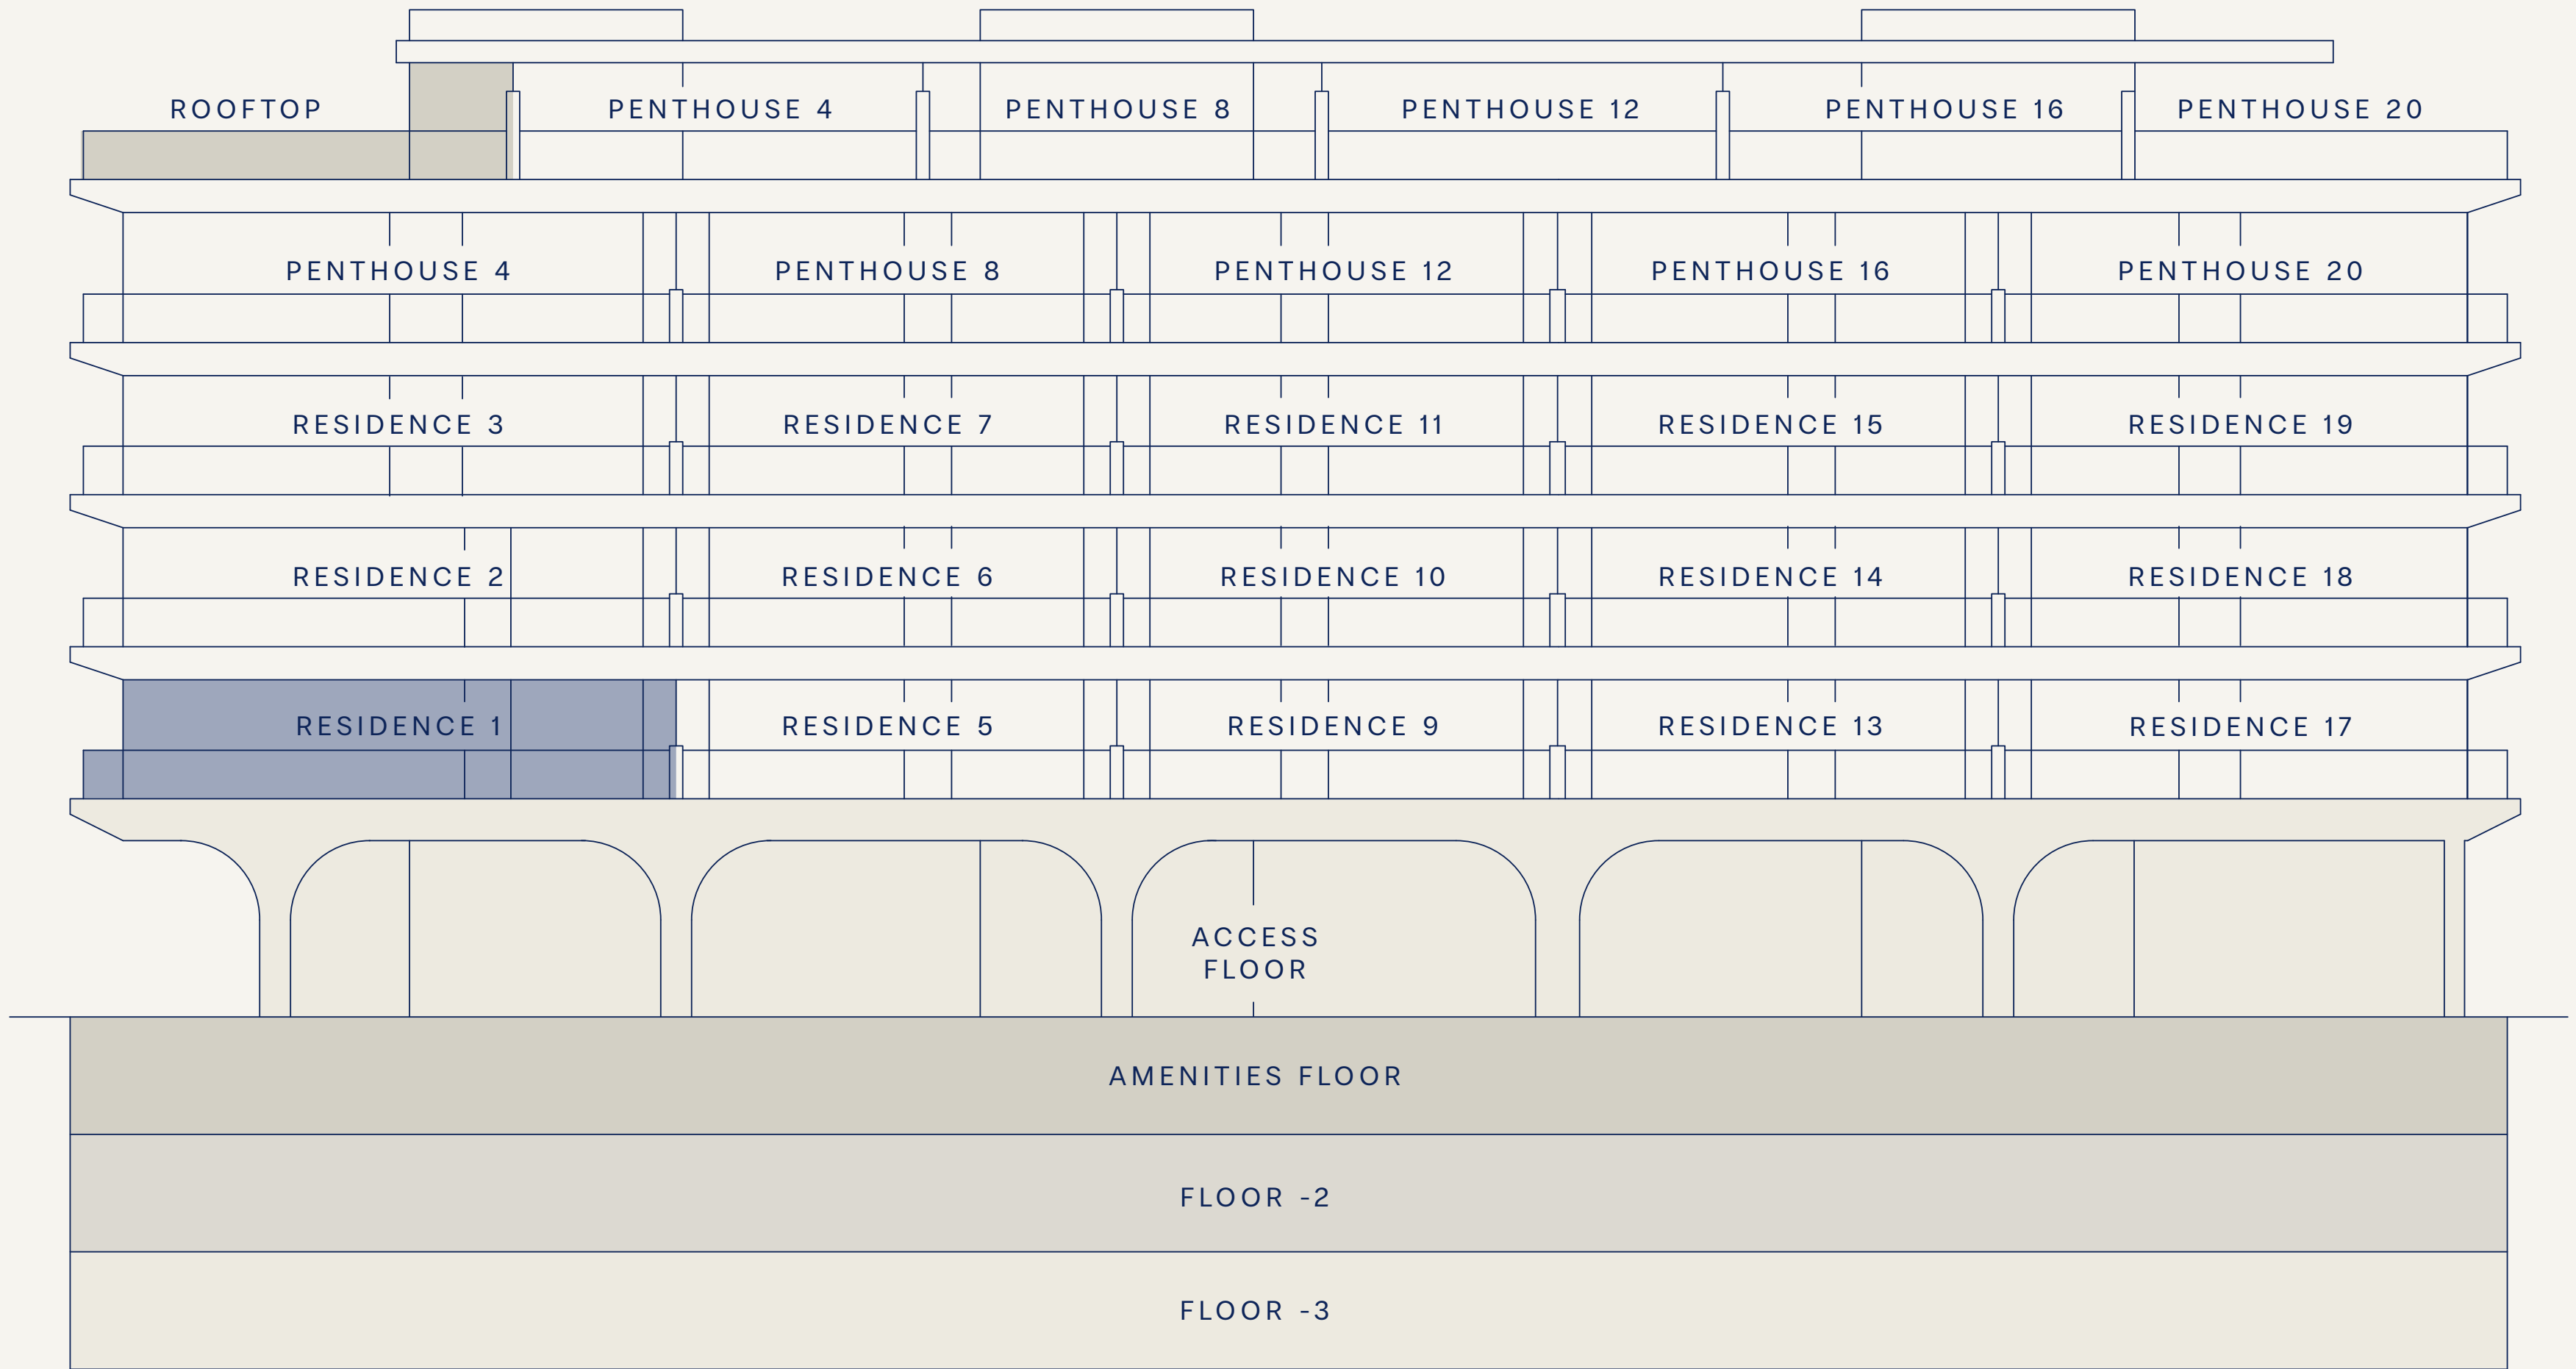 ROOFTOP
PENTHOUSE 4
PENTHOUSE 8
PENTHOUSE 12
PENTHOUSE 16
PENTHOUSE 20
PENTHOUSE 4
PENTHOUSE 8
PENTHOUSE 12
PENTHOUSE 16
PENTHOUSE 20
RESIDENCE 3
RESIDENCE 7
RESIDENCE 11
RESIDENCE 15
RESIDENCE 19
RESIDENCE 2
RESIDENCE 6
RESIDENCE 10
RESIDENCE 14
RESIDENCE 18
RESIDENCE 1
RESIDENCE 5
RESIDENCE 9
RESIDENCE 13
RESIDENCE 17
ACCESS
FLOOR
AMENITIES FLOOR
FLOOR -2
FLOOR -3